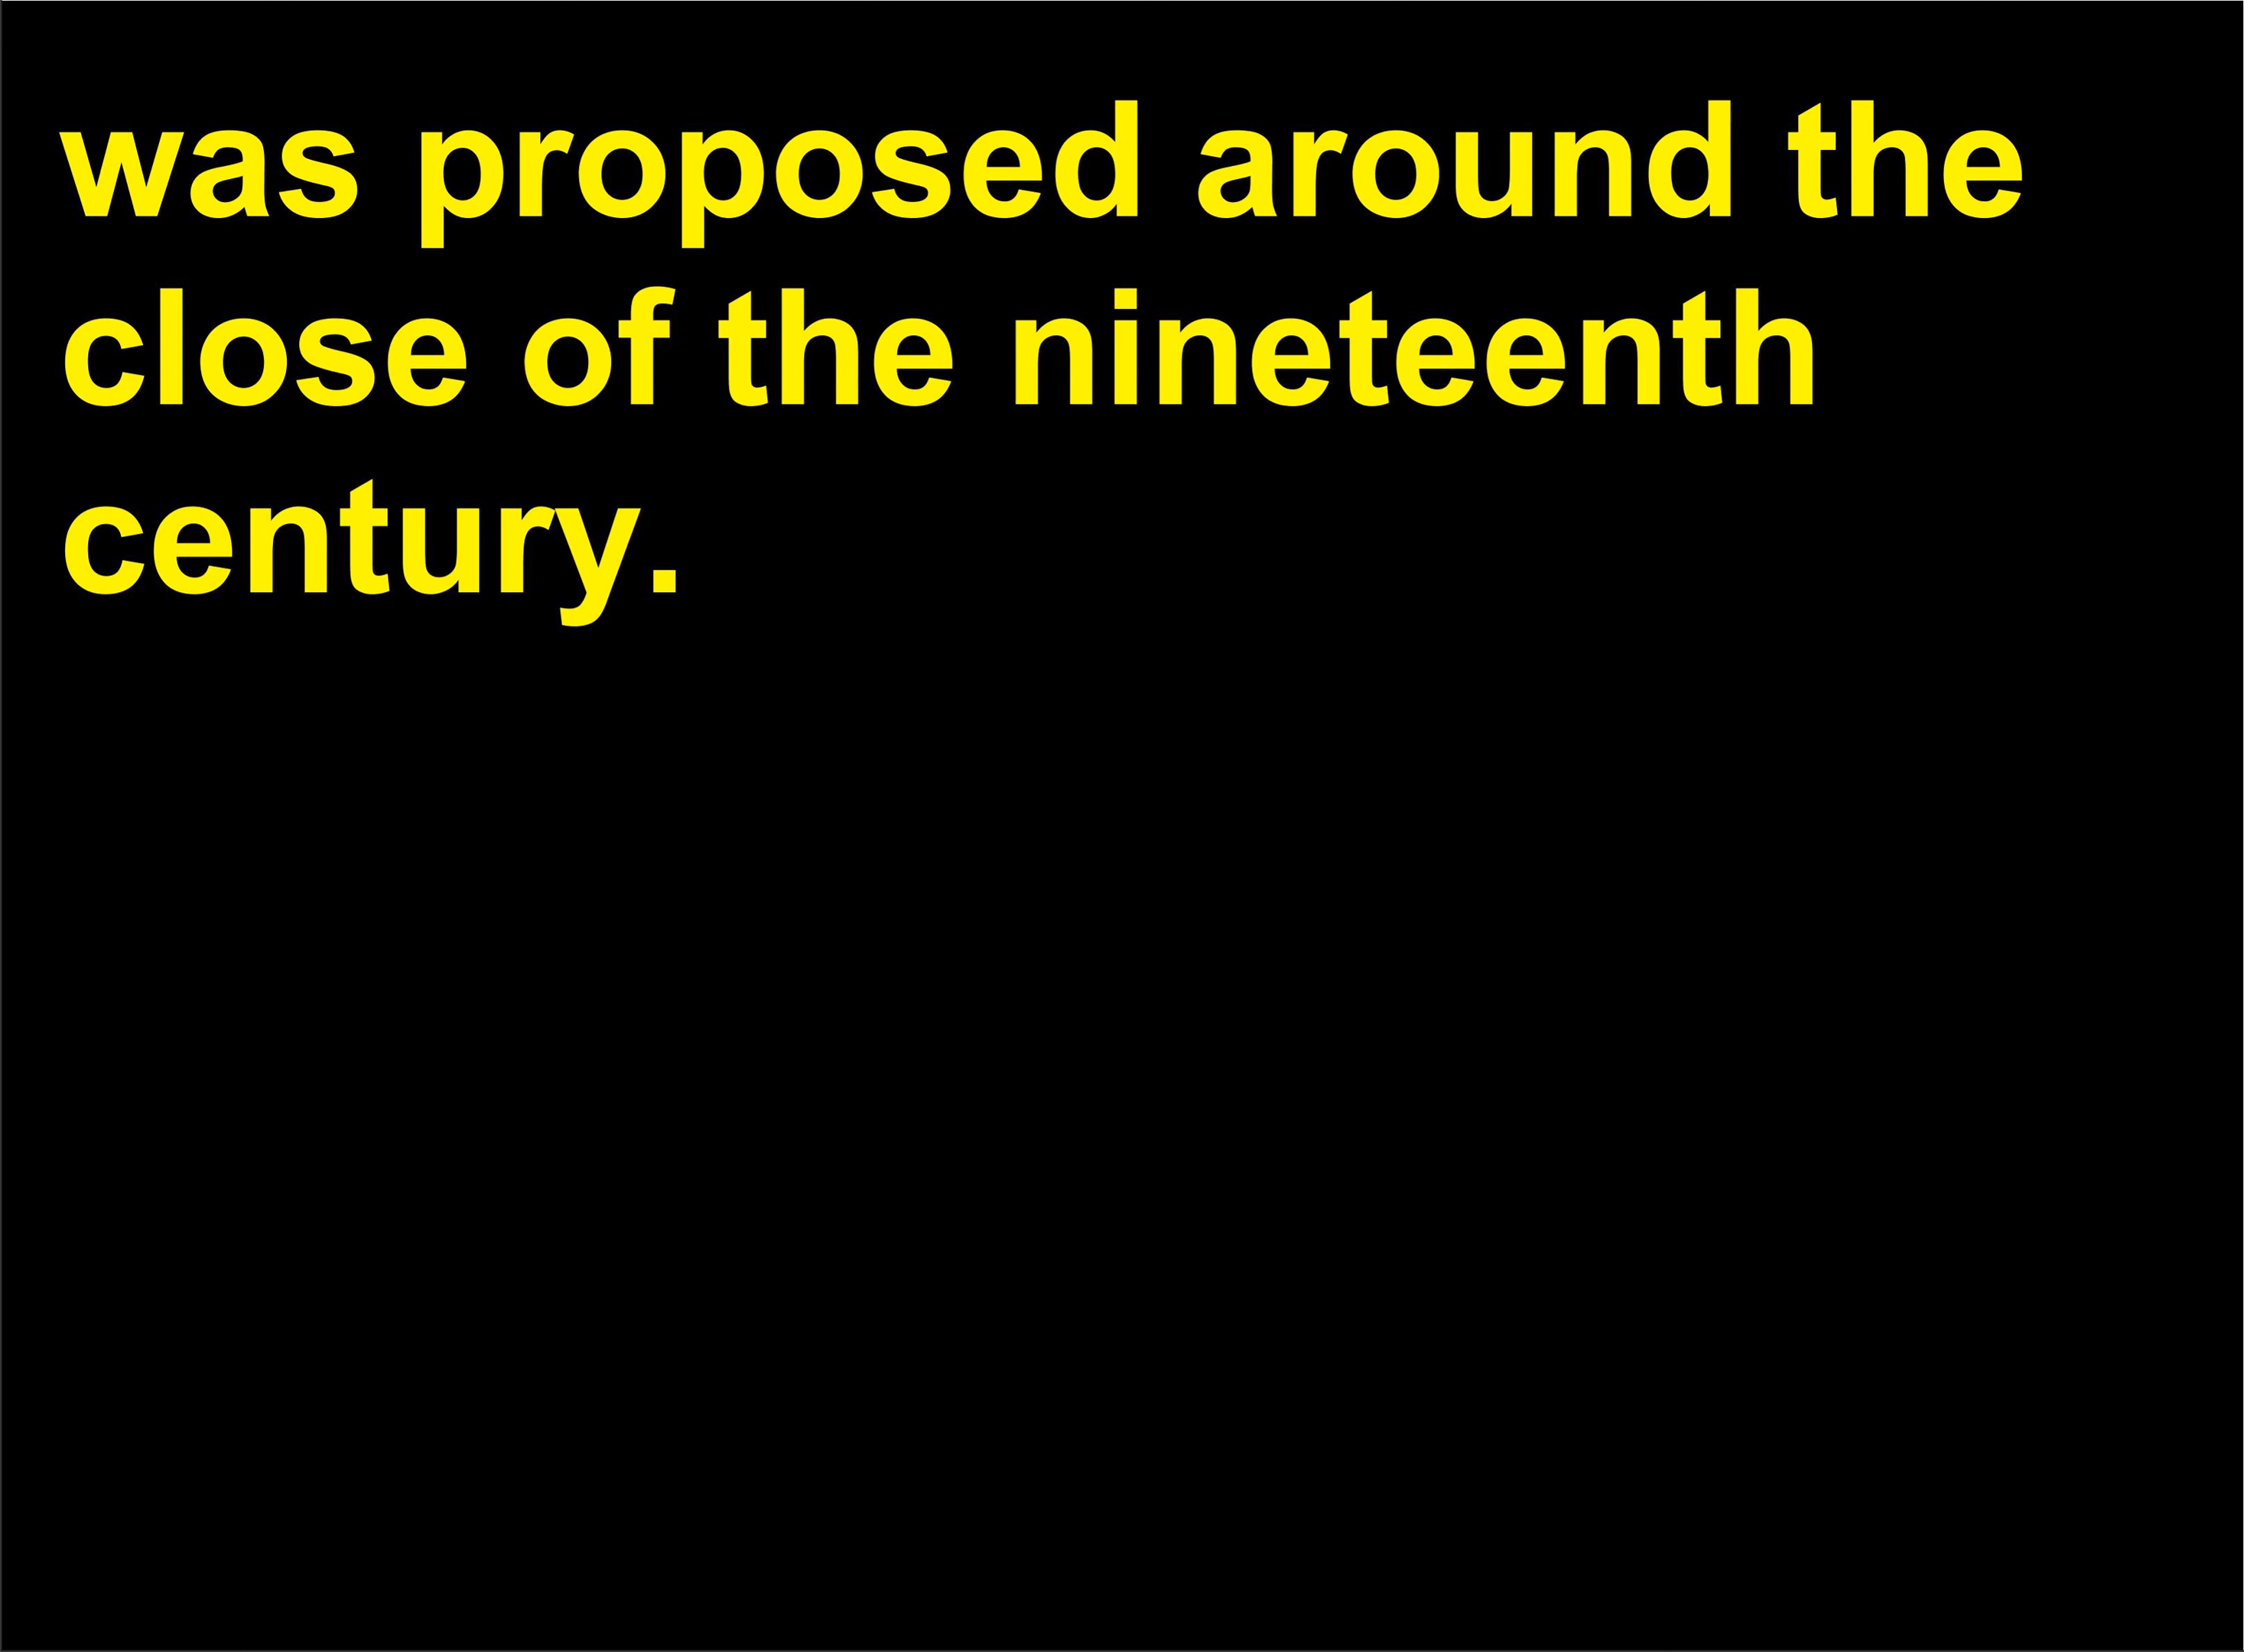 was proposed around the
close of the nineteenth
century.